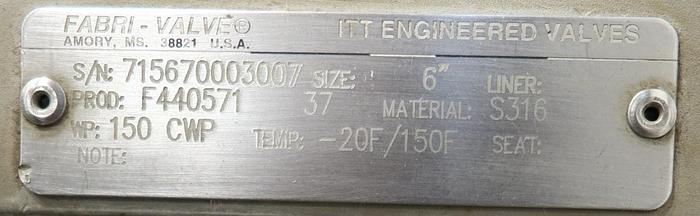 FABRI-VALVE® ITT ENGINEERED VALVES
AMORY, MS. 38821 U.S.A.
S/N: 715670003007 SIZE: 6" LINER:
PROD: F440571 37 MATERIAL: S316
WP: 150 CWP TEMP: -20F/150F SEAT:
NOTE: